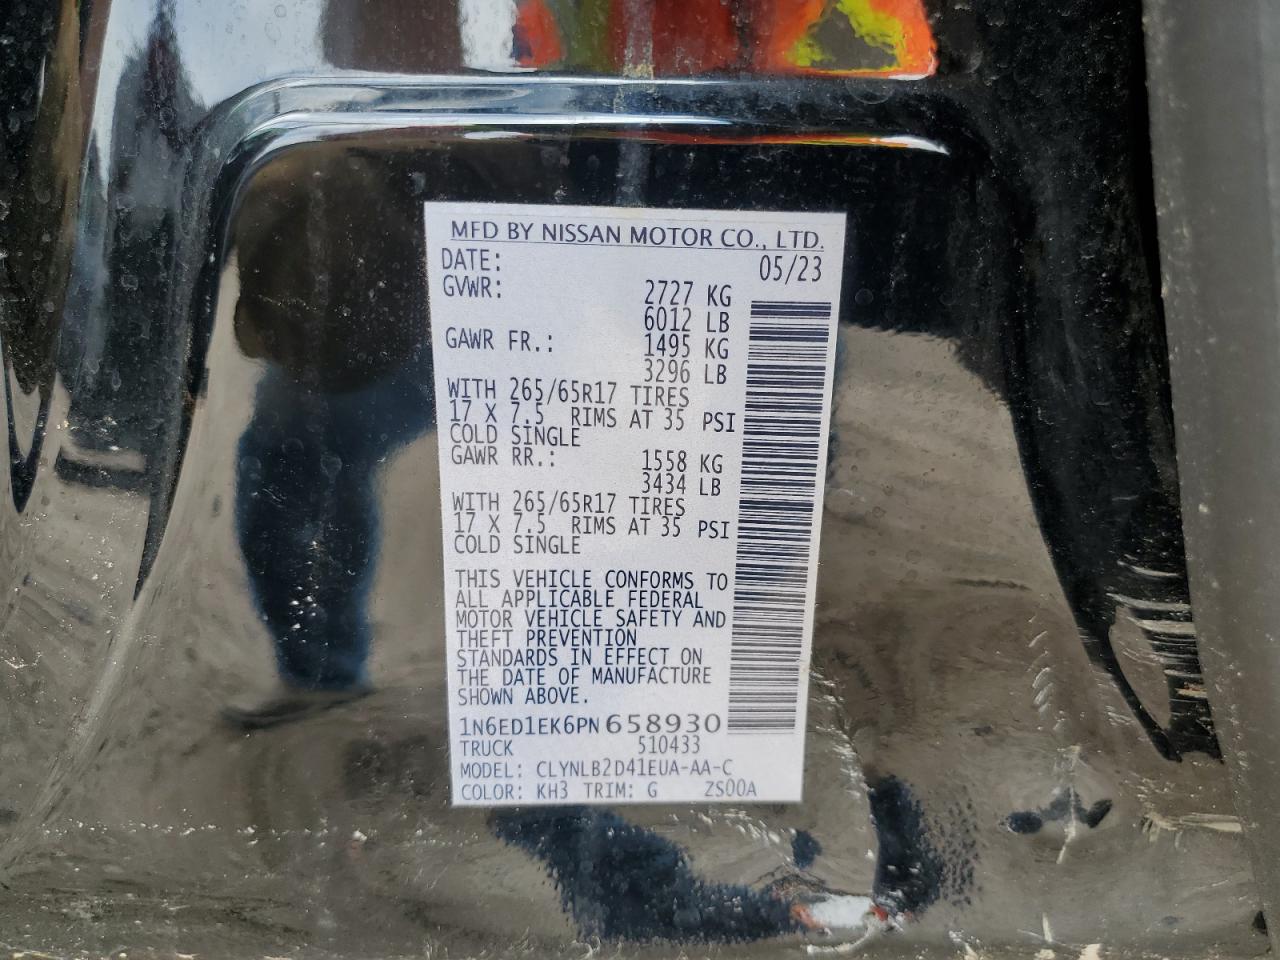 MFD BY NISSAN MOTOR CO., LTD.
DATE: 05/23
GVWR: 2727 KG
6012 LB
GAWR FR.: 1495 KG
3296 LB
WITH 265/65R17 TIRES
17 X 7.5 RIMS AT 35 PSI
COLD SINGLE
GAWR RR.: 1558 KG
3434 LB
WITH 265/65R17 TIRES
17 X 7.5 RIMS AT 35 PSI
COLD SINGLE
THIS VEHICLE CONFORMS TO
ALL APPLICABLE FEDERAL
MOTOR VEHICLE SAFETY AND
THEFT PREVENTION
STANDARDS IN EFFECT ON
THE DATE OF MANUFACTURE
SHOWN ABOVE.
1N6ED1EK6PN658930
TRUCK 510433
MODEL: CLYNLB2D41EUA-AA-C
COLOR: KH3 TRIM: G ZS00A